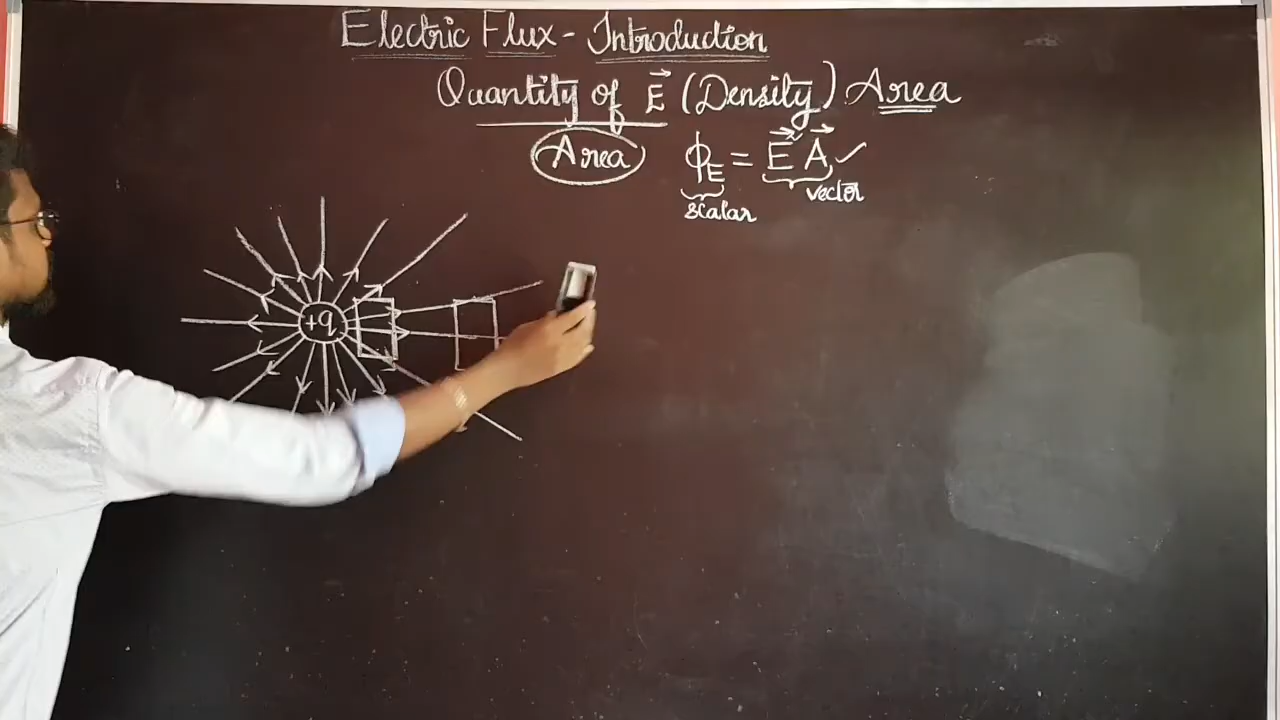 Electric Flux - Introduction
Quantity of E⃗ (Density) Area
Area ϕE = E⃗ A⃗ ✓
scalar vector
+q